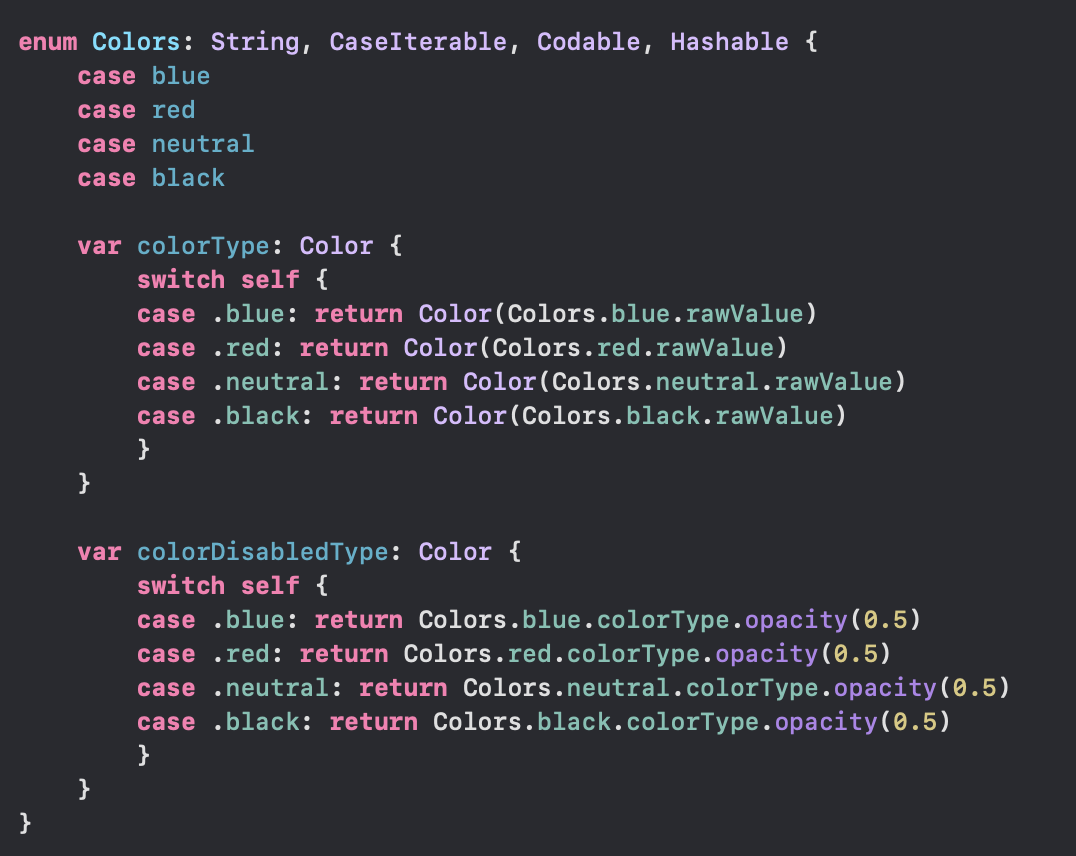 enum Colors: String, CaseIterable, Codable, Hashable {
    case blue
    case red
    case neutral
    case black

    var colorType: Color {
        switch self {
        case .blue: return Color(Colors.blue.rawValue)
        case .red: return Color(Colors.red.rawValue)
        case .neutral: return Color(Colors.neutral.rawValue)
        case .black: return Color(Colors.black.rawValue)
        }
    }

    var colorDisabledType: Color {
        switch self {
        case .blue: return Colors.blue.colorType.opacity(0.5)
        case .red: return Colors.red.colorType.opacity(0.5)
        case .neutral: return Colors.neutral.colorType.opacity(0.5)
        case .black: return Colors.black.colorType.opacity(0.5)
        }
    }
}